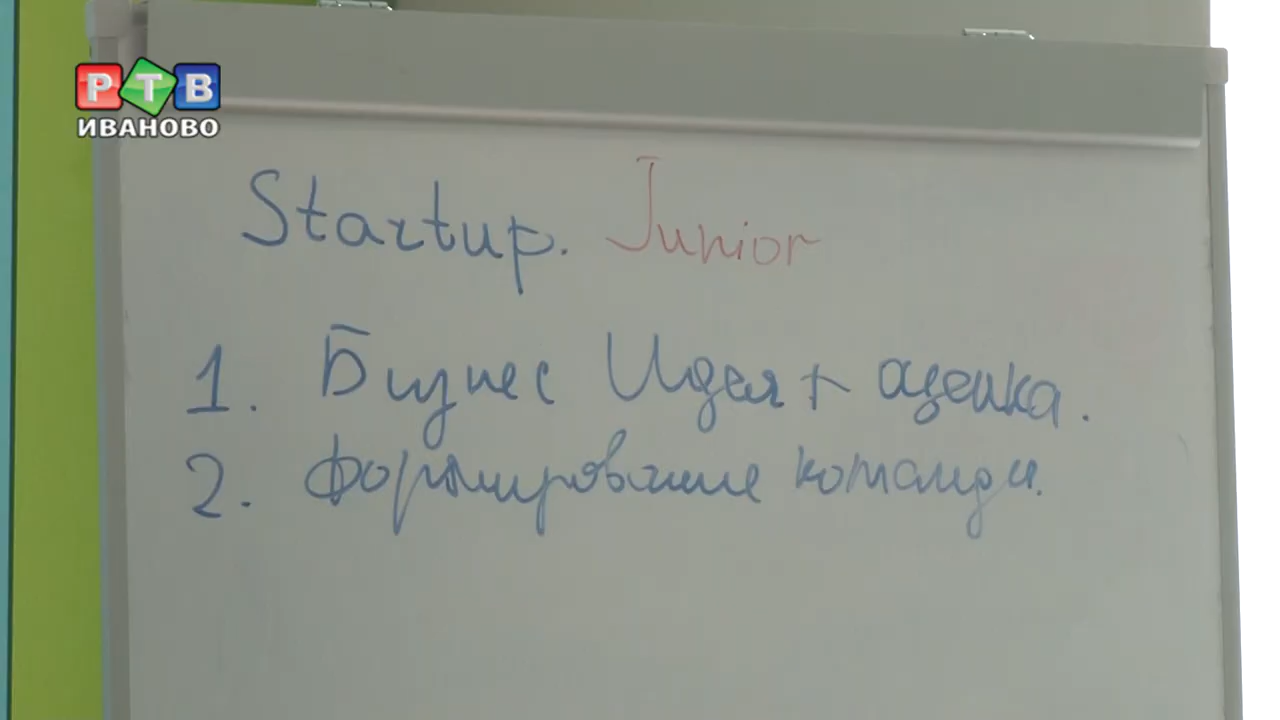 РТВ
ИВАНОВО
Startup. Junior
1. Бизнес Идея + оценка.
2. Формирование команды.